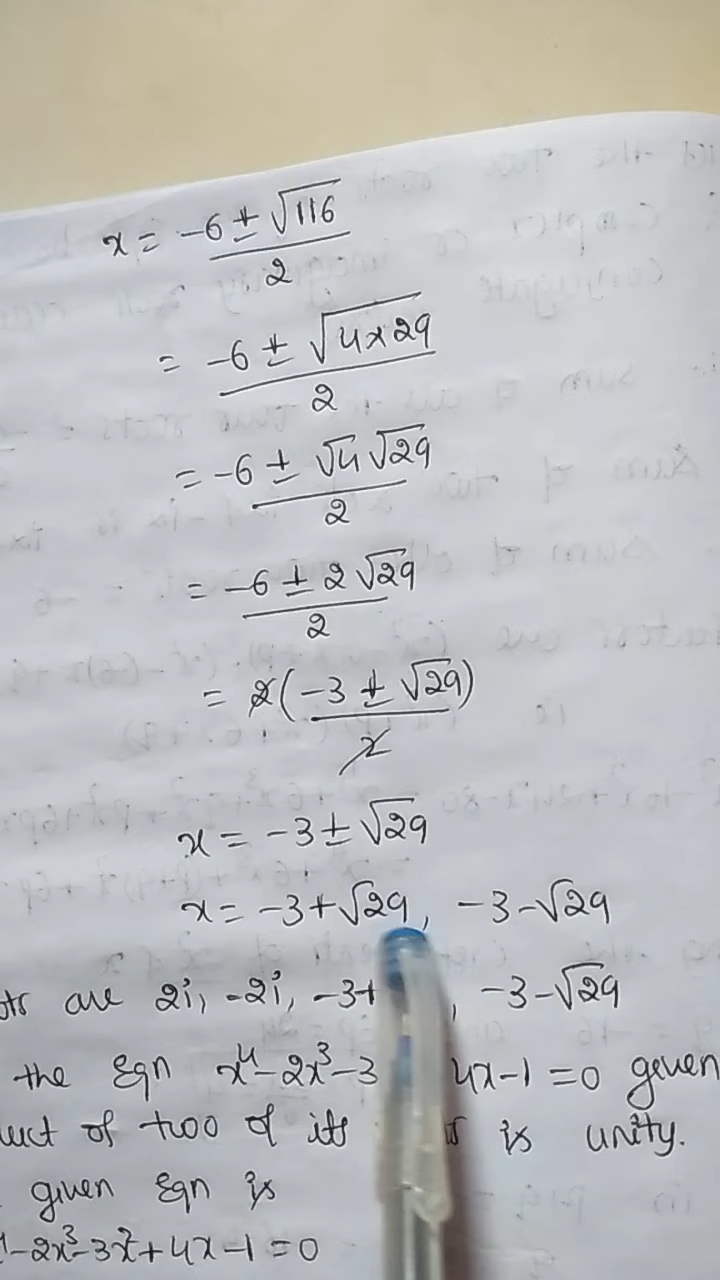 x = -6 ± √116 / 2
= -6 ± √4×29 / 2
= -6 ± √4 √29 / 2
= -6 ± 2√29 / 2
= 2(-3 ± √29) / 2
x = -3 ± √29
x = -3+√29, -3-√29
are 2i, -2i, -3+ , -3-√29
the Eqn x⁴-2x³-3 4x-1=0 given
of two of its is unity.
given Eqn is
-2x³-3x²+4x-1=0